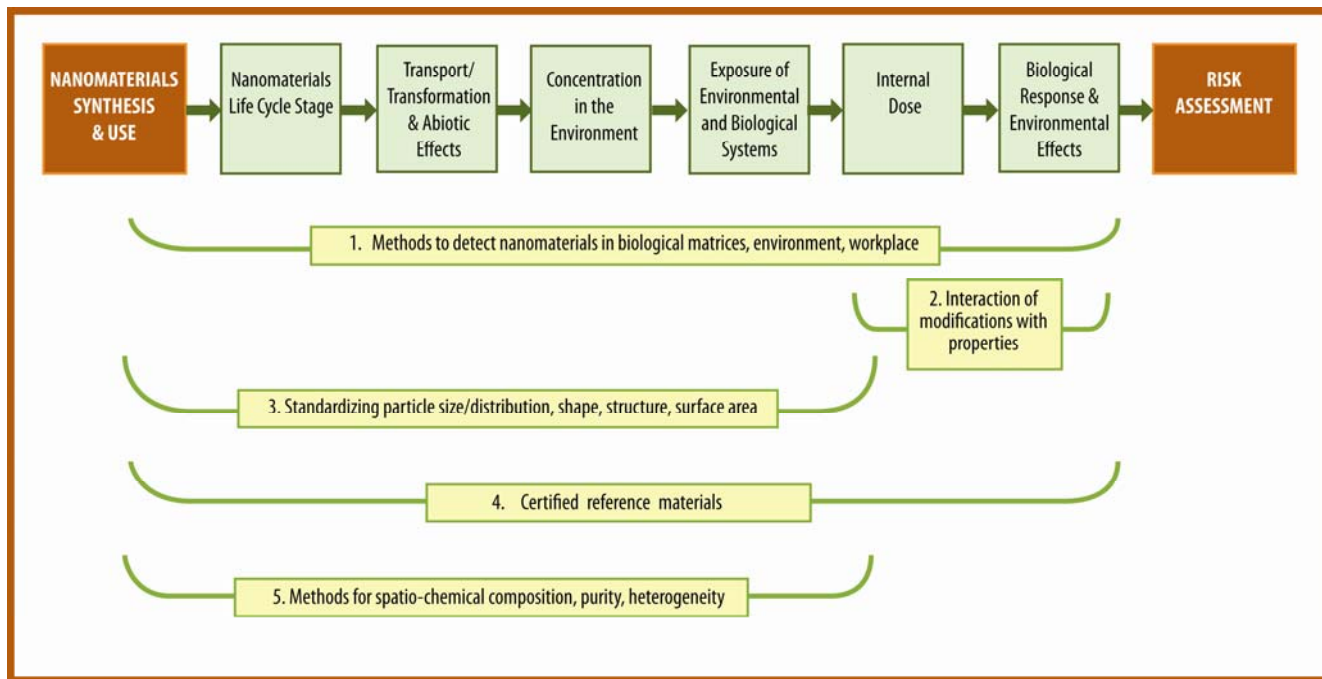 NANOMATERIALS
SYNTHESIS
& USE
Nanomaterials
Life Cycle Stage
Transport/
Transformation
& Abiotic
Effects
Concentration
in the
Environment
Exposure of
Environmental
and Biological
Systems
Internal
Dose
Biological
Response &
Environmental
Effects
RISK
ASSESSMENT
1. Methods to detect nanomaterials in biological matrices, environment, workplace
2. Interaction of
modifications with
properties
3. Standardizing particle size/distribution, shape, structure, surface area
4. Certified reference materials
5. Methods for spatio-chemical composition, purity, heterogeneity